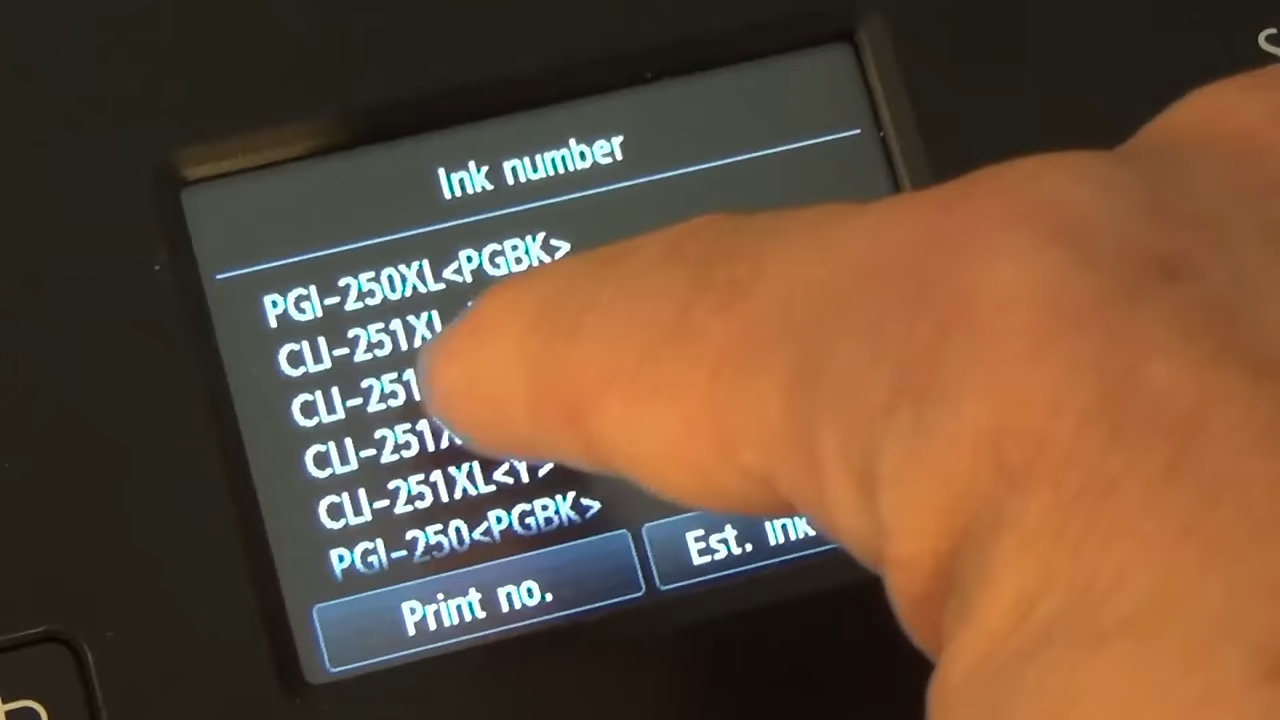 Ink number
PGI-250XL<PGBK>
CLI-251XL
CLI-251
CLI-251X
CLI-251XL<Y>
PGI-250<PGBK>
Print no.
Est. ink